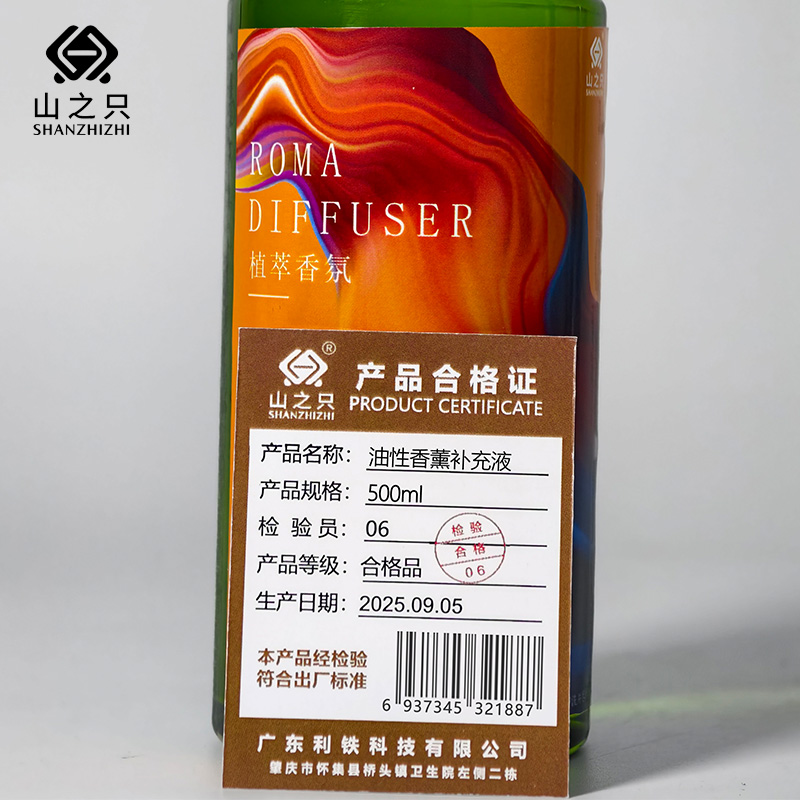 山之只
SHANZHIZHI
山之只
ROMA
DIFFUSER
植萃香氛
山之只®
SHANZHIZHI
产品合格证
PRODUCT CERTIFICATE
产品名称：油性香薰补充液
产品规格：500ml
检 验 员：06
产品等级：合格品
生产日期：2025.09.05
检验
合格
06
本产品经检验
符合出厂标准
6 937345 321887
广东利铁科技有限公司
肇庆市怀集县桥头镇卫生院左侧二栋